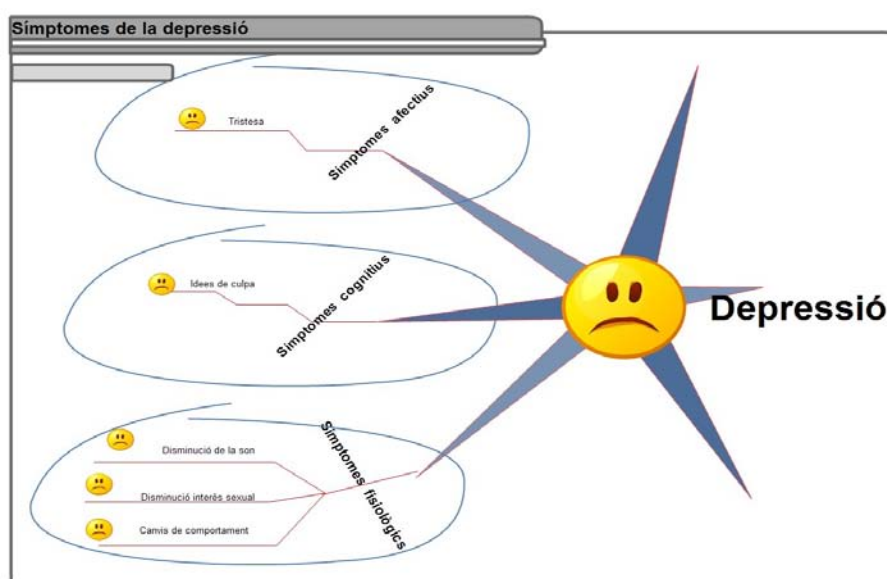 Símptomes de la depressió
Tristesa
Símptomes afectius
Idees de culpa
Símptomes cognitius
Depressió
Disminució de la son
Disminució interès sexual
Canvis de comportament
Símptomes fisiològics